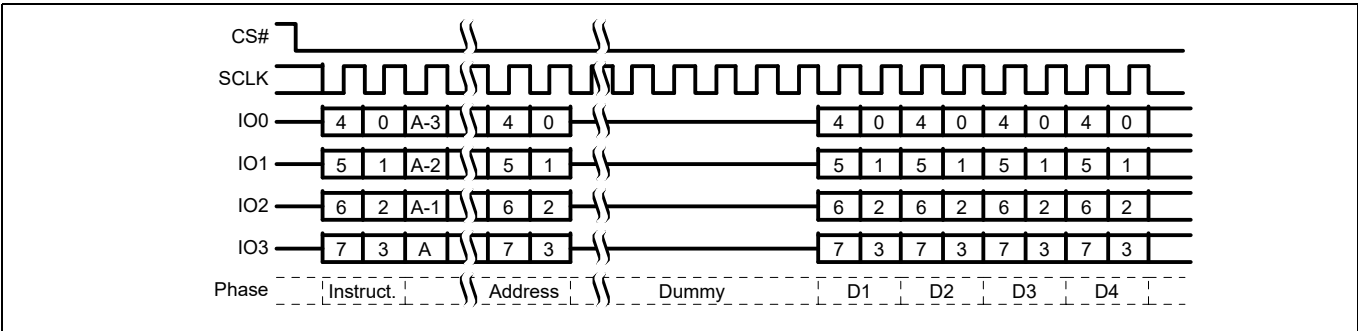 CS#
SCLK
IO0 4 0 A-3 4 0 4 0 4 0 4 0 4 0
IO1 5 1 A-2 5 1 5 1 5 1 5 1 5 1
IO2 6 2 A-1 6 2 6 2 6 2 6 2 6 2
IO3 7 3 A 7 3 7 3 7 3 7 3 7 3
Phase Instruct. Address Dummy D1 D2 D3 D4